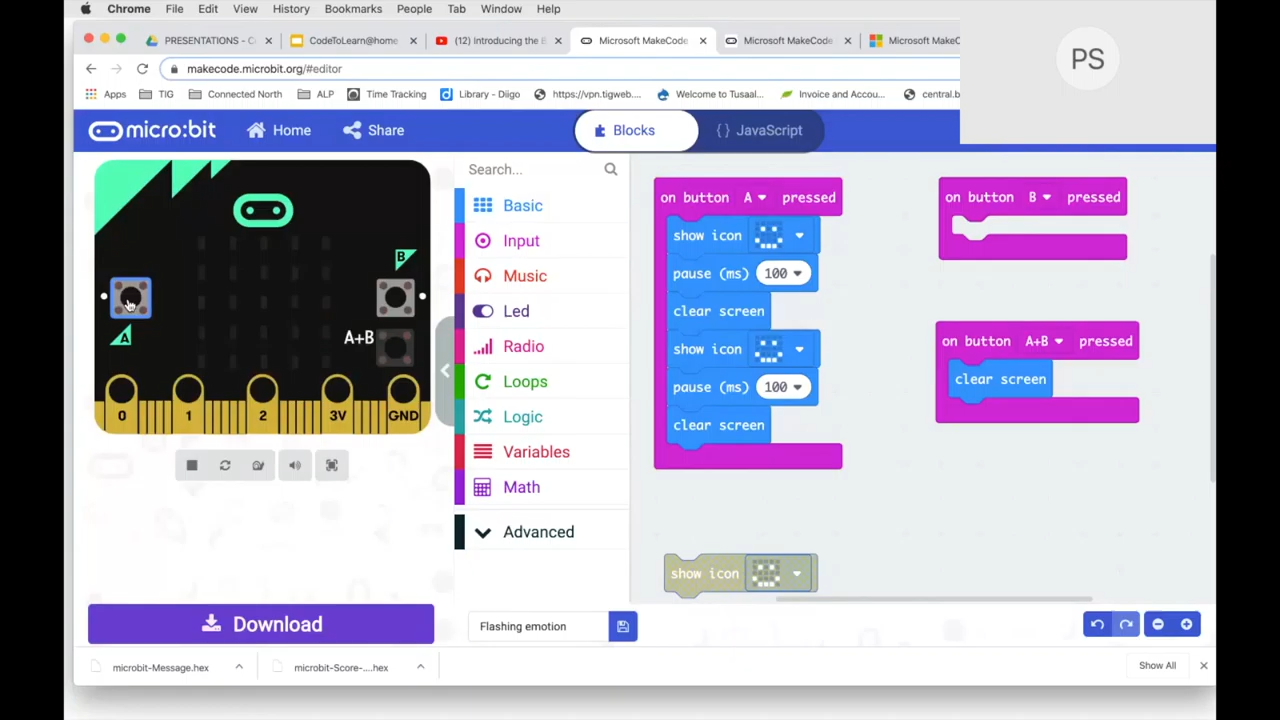 Chrome File Edit View History Bookmarks People Tab Window Help
PRESENTATIONS - C
CodeToLearn@home
(12) Introducing the E
Microsoft MakeCode
Microsoft MakeCode
Microsoft MakeC
makecode.microbit.org/#editor
Apps TIG Connected North ALP Time Tracking Library - Diigo https://vpn.tigweb.... Welcome to Tusaal... Invoice and Accou... central.b
PS
micro:bit
Home
Share
Blocks
{ } JavaScript
B
A
A+B
0 1 2 3V GND
Download
Search...
Basic
Input
Music
Led
Radio
Loops
Logic
Variables
Math
Advanced
on button A pressed
show icon
pause (ms) 100
clear screen
show icon
pause (ms) 100
clear screen
on button B pressed
on button A+B pressed
clear screen
show icon
Flashing emotion
microbit-Message.hex
microbit-Score-....hex
Show All